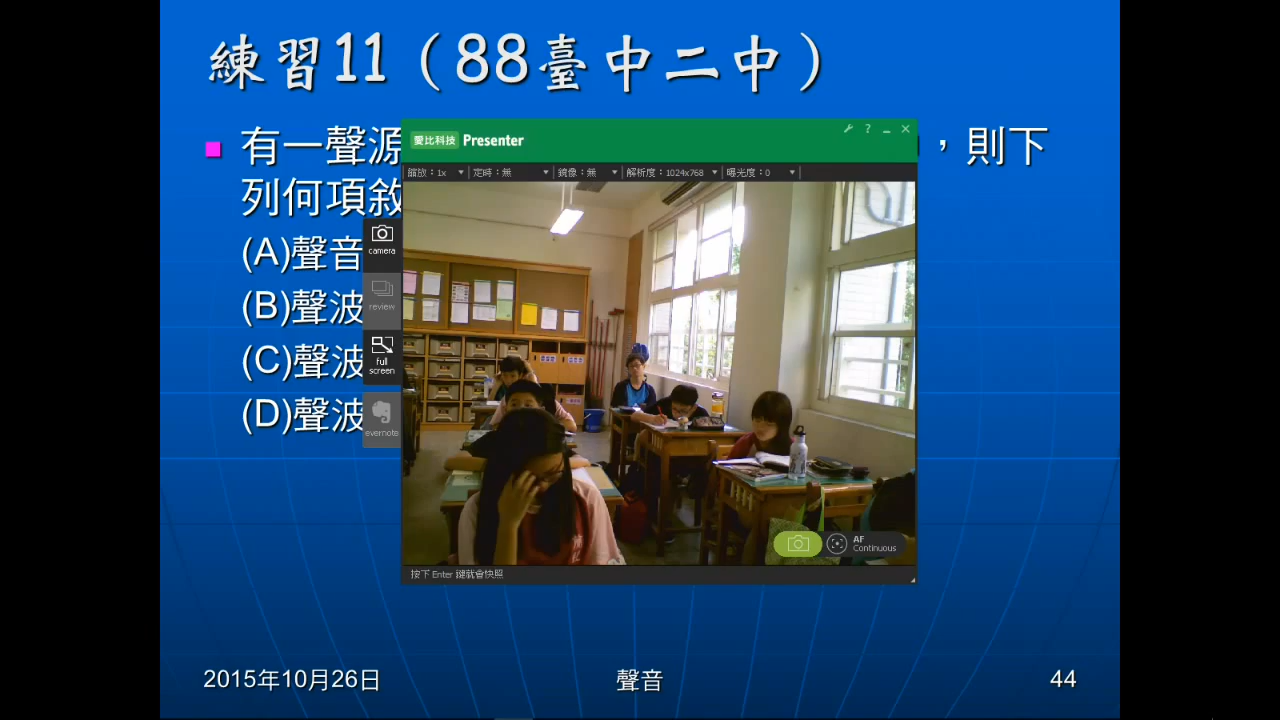 練習11（88臺中二中）
有一聲源
，則下
列何項敘
(A)聲音
(B)聲波
(C)聲波
(D)聲波
愛比科技 Presenter
縮放：1x 定時：無 鏡像：無 解析度：1024x768 曝光度：0
camera
review
full
screen
evernote
AF
Continuous
按下 Enter 鍵就會快照
2015年10月26日 聲音 44